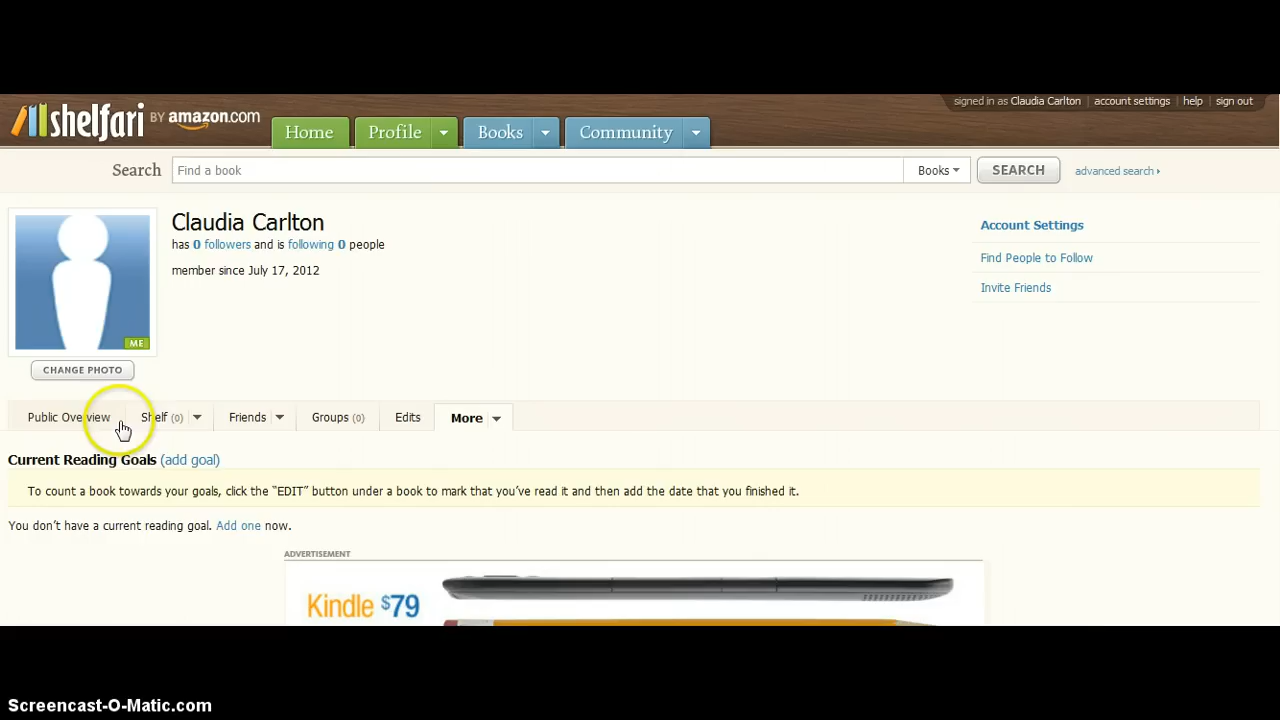 shelfari BY amazon.com
signed in as Claudia Carlton | account settings | help | sign out
Home Profile Books Community
Search Find a book Books SEARCH advanced search
Claudia Carlton
has 0 followers and is following 0 people
member since July 17, 2012
Account Settings
Find People to Follow
Invite Friends
ME
CHANGE PHOTO
Public Overview Shelf (0) Friends Groups (0) Edits More
Current Reading Goals (add goal)
To count a book towards your goals, click the “EDIT” button under a book to mark that you’ve read it and then add the date that you finished it.
You don’t have a current reading goal. Add one now.
ADVERTISEMENT
Kindle $79
Screencast-O-Matic.com